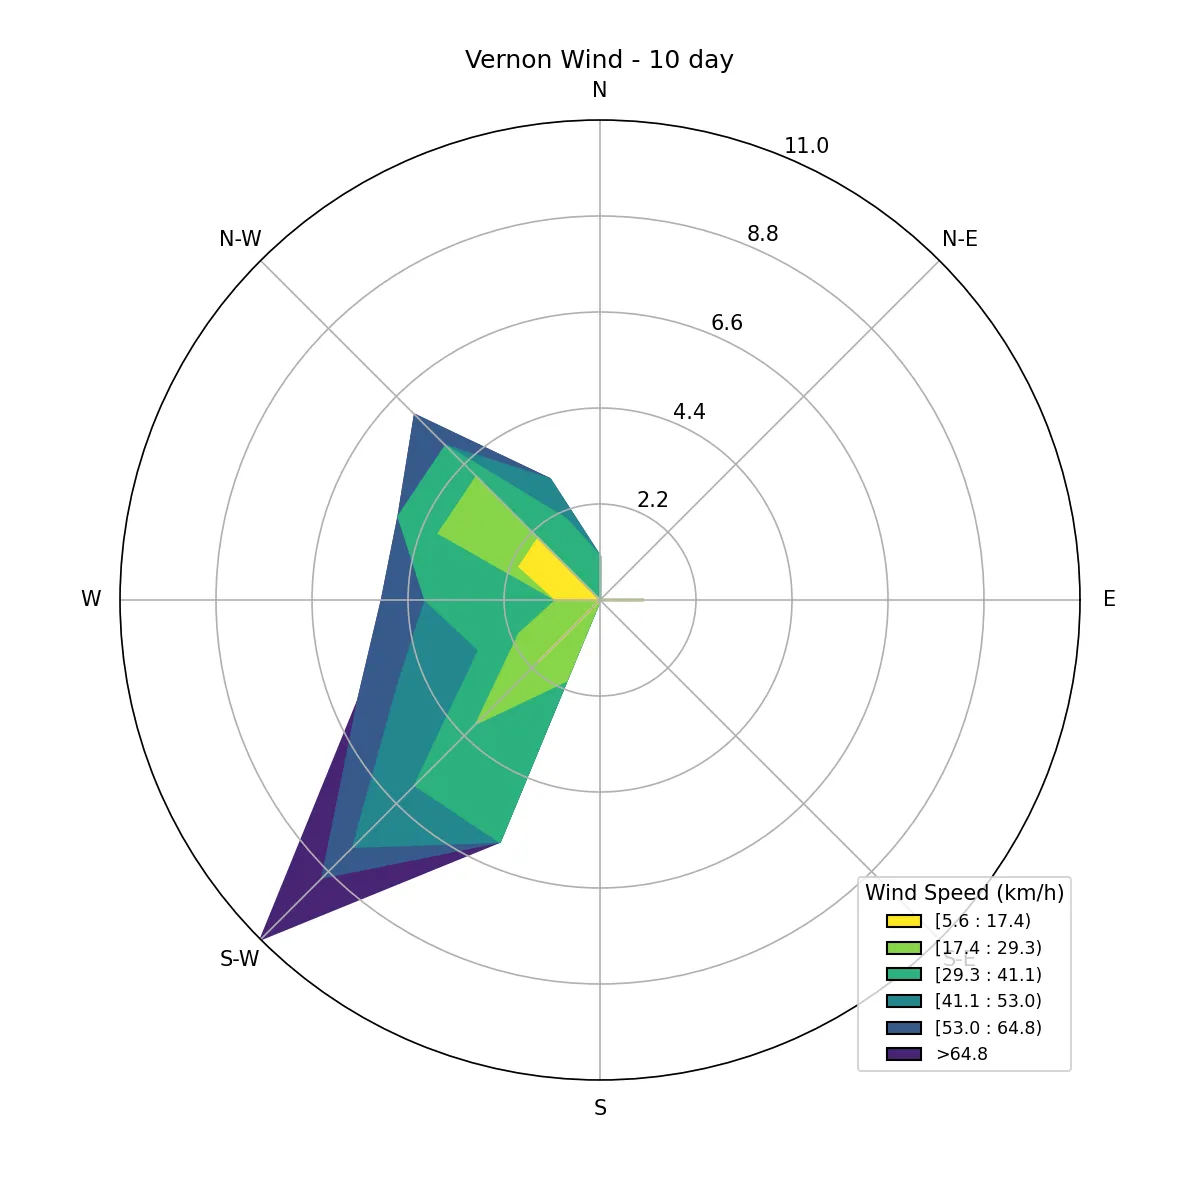 Vernon Wind - 10 day
N
11.0
N-W
8.8
N-E
6.6
4.4
2.2
W
E
S-W
S-E
S
Wind Speed (km/h)
[5.6 : 17.4)
[17.4 : 29.3)
[29.3 : 41.1)
[41.1 : 53.0)
[53.0 : 64.8)
>64.8